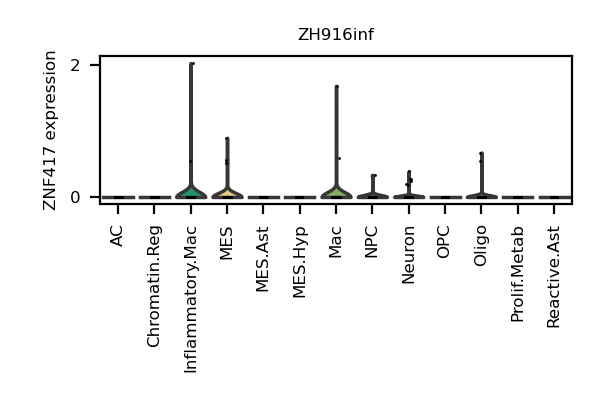 ZH916inf
ZNF417 expression
2
0
AC
Chromatin.Reg
Inflammatory.Mac
MES
MES.Ast
MES.Hyp
Mac
NPC
Neuron
OPC
Oligo
Prolif.Metab
Reactive.Ast